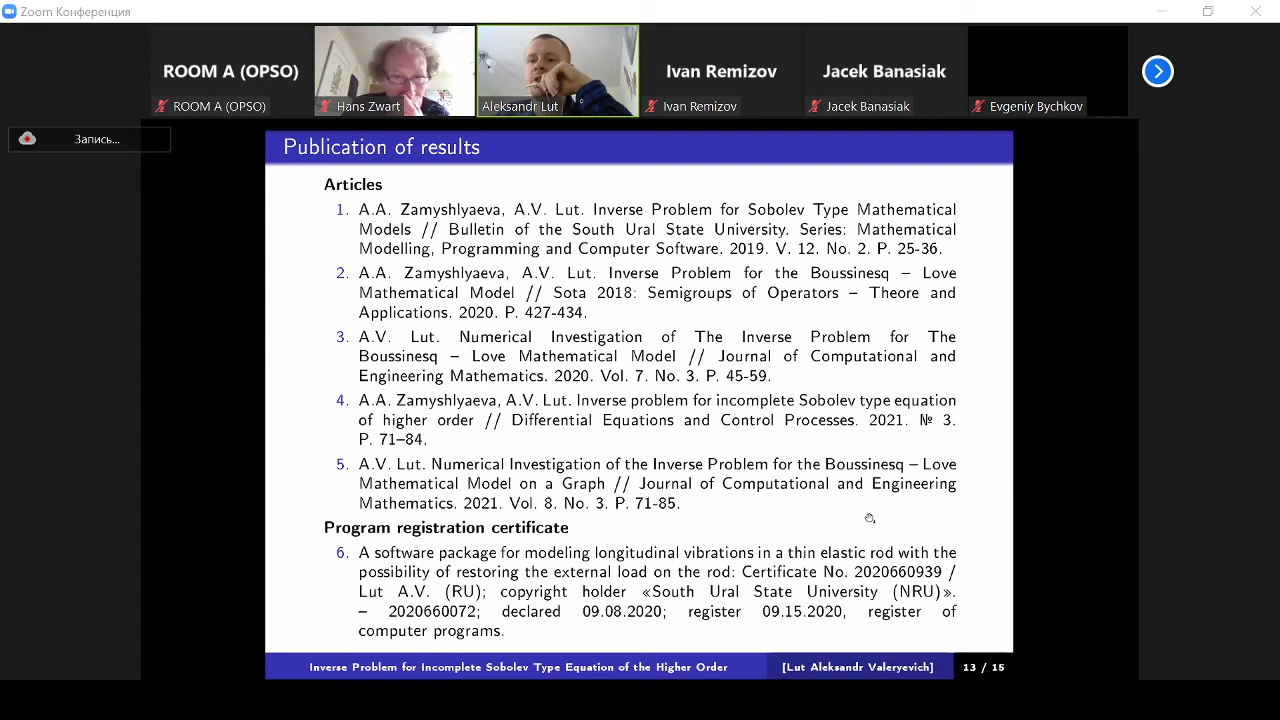 Zoom Конференция
ROOM A (OPSO)
Ivan Remizov
Jacek Banasiak
ROOM A (OPSO)
Hans Zwart
Aleksandr Lut
Ivan Remizov
Jacek Banasiak
Evgeniy Bychkov
Запись...
Publication of results
Articles
1. A.A. Zamyshlyaeva, A.V. Lut. Inverse Problem for Sobolev Type Mathematical
Models // Bulletin of the South Ural State University. Series: Mathematical
Modelling, Programming and Computer Software. 2019. V. 12. No. 2. P. 25-36.
2. A.A. Zamyshlyaeva, A.V. Lut. Inverse Problem for the Boussinesq – Love
Mathematical Model // Sota 2018: Semigroups of Operators – Theore and
Applications. 2020. P. 427-434.
3. A.V. Lut. Numerical Investigation of The Inverse Problem for The
Boussinesq – Love Mathematical Model // Journal of Computational and
Engineering Mathematics. 2020. Vol. 7. No. 3. P. 45-59.
4. A.A. Zamyshlyaeva, A.V. Lut. Inverse problem for incomplete Sobolev type equation
of higher order // Differential Equations and Control Processes. 2021. № 3.
P. 71–84.
5. A.V. Lut. Numerical Investigation of the Inverse Problem for the Boussinesq – Love
Mathematical Model on a Graph // Journal of Computational and Engineering
Mathematics. 2021. Vol. 8. No. 3. P. 71-85.
Program registration certificate
6. A software package for modeling longitudinal vibrations in a thin elastic rod with the
possibility of restoring the external load on the rod: Certificate No. 2020660939 /
Lut A.V. (RU); copyright holder «South Ural State University (NRU)».
– 2020660072; declared 09.08.2020; register 09.15.2020, register of
computer programs.
Inverse Problem for Incomplete Sobolev Type Equation of the Higher Order
[Lut Aleksandr Valeryevich]
13 / 15